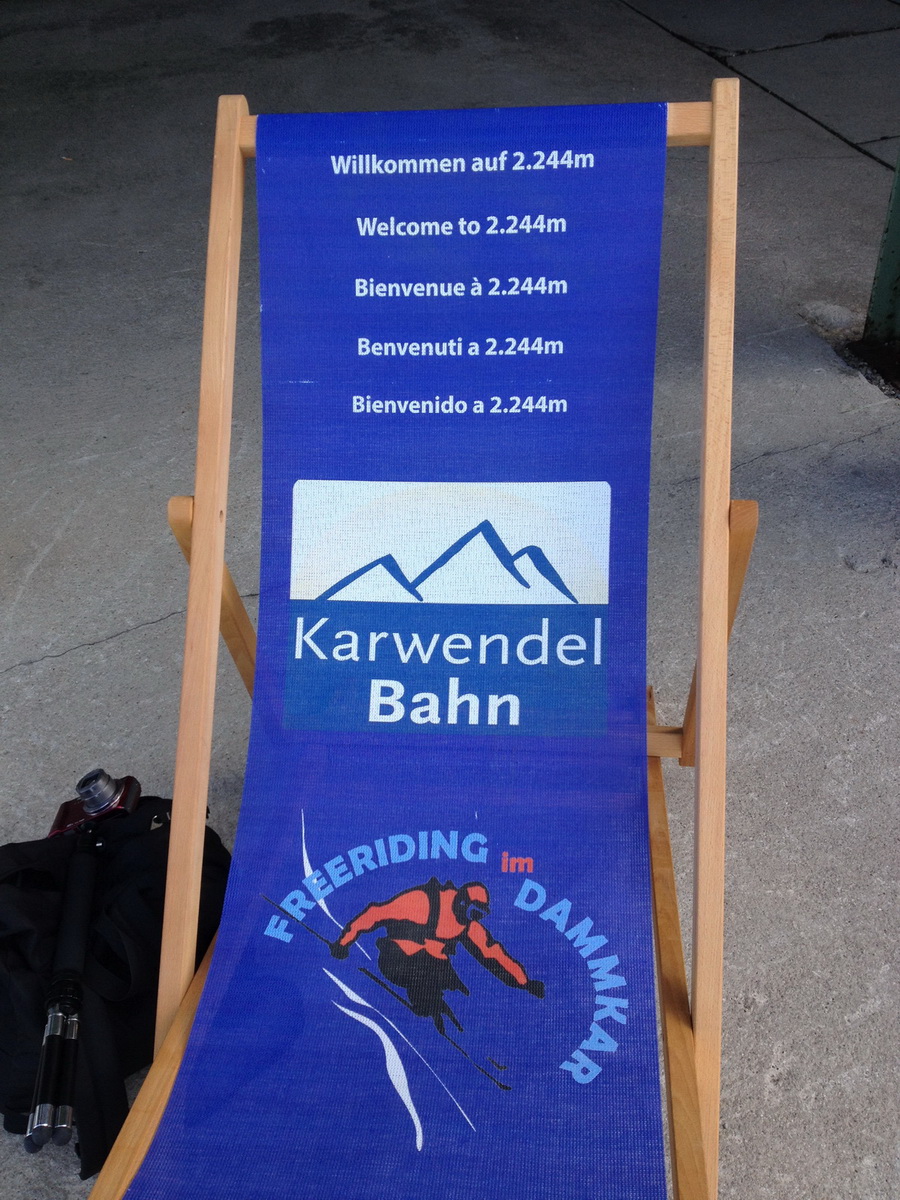 Willkommen auf 2.244m
Welcome to 2.244m
Bienvenue à 2.244m
Benvenuti a 2.244m
Bienvenido a 2.244m
Karwendel
Bahn
FREERIDING im DAMMKAR